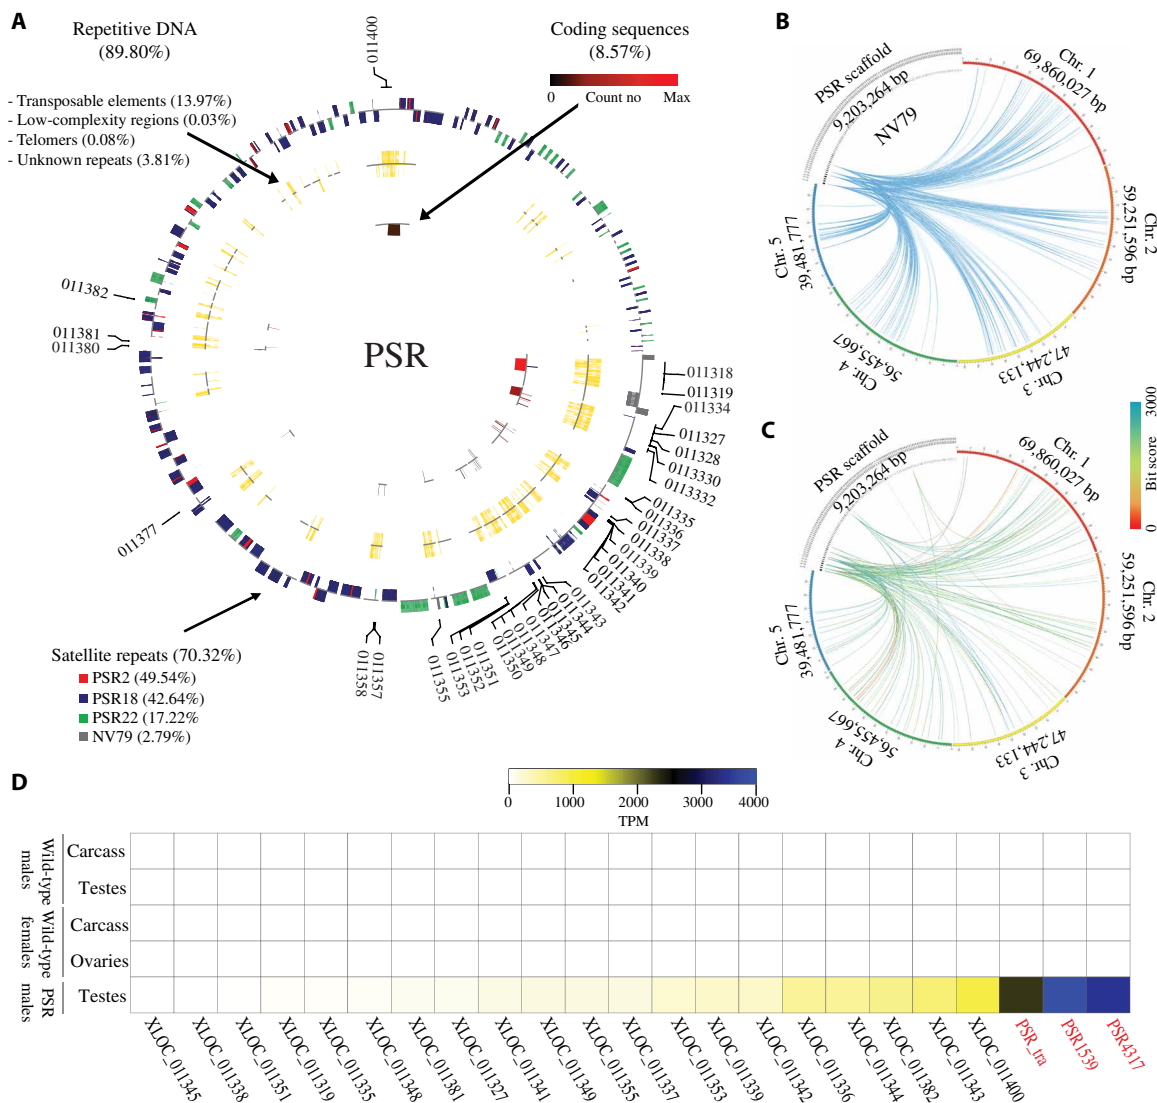 A
Repetitive DNA
(89.80%)
- Transposable elements (13.97%)
- Low-complexity regions (0.03%)
- Telomers (0.08%)
- Unknown repeats (3.81%)
011400
Coding sequences
(8.57%)
0 Count no Max
PSR
011382
011381
011380
011377
011318
011319
011334
011327
011328
011330
011332
011335
011336
011337
011338
011339
011340
011341
011342
011343
011344
011345
011346
011347
011348
011349
011350
011351
011352
011353
011355
011357
011358
Satellite repeats (70.32%)
PSR2 (49.54%)
PSR18 (42.64%)
PSR22 (17.22%
NV79 (2.79%)
B
PSR scaffold
9,203,264 bp
NV79
Chr. 1
69,860,027 bp
Chr. 2
59,251,596 bp
Chr. 3
47,244,133
Chr. 4
56,455,667
Chr. 5
39,481,777
C
PSR scaffold
9,203,264 bp
Chr. 1
69,860,027 bp
Chr. 2
59,251,596 bp
Chr. 3
47,244,133
Chr. 4
56,455,667
Chr. 5
39,481,777
3000
Bit score
0
D
0 1000 2000 3000 4000
TPM
Wild-type males
Carcass
Testes
Wild-type females
Carcass
Ovaries
PSR males
Testes
XLOC_011345
XLOC_011338
XLOC_011351
XLOC_011319
XLOC_011335
XLOC_011348
XLOC_011381
XLOC_011327
XLOC_011341
XLOC_011349
XLOC_011355
XLOC_011337
XLOC_011353
XLOC_011339
XLOC_011342
XLOC_011336
XLOC_011344
XLOC_011382
XLOC_011343
XLOC_011400
PSR_tra
PSR1539
PSR4317